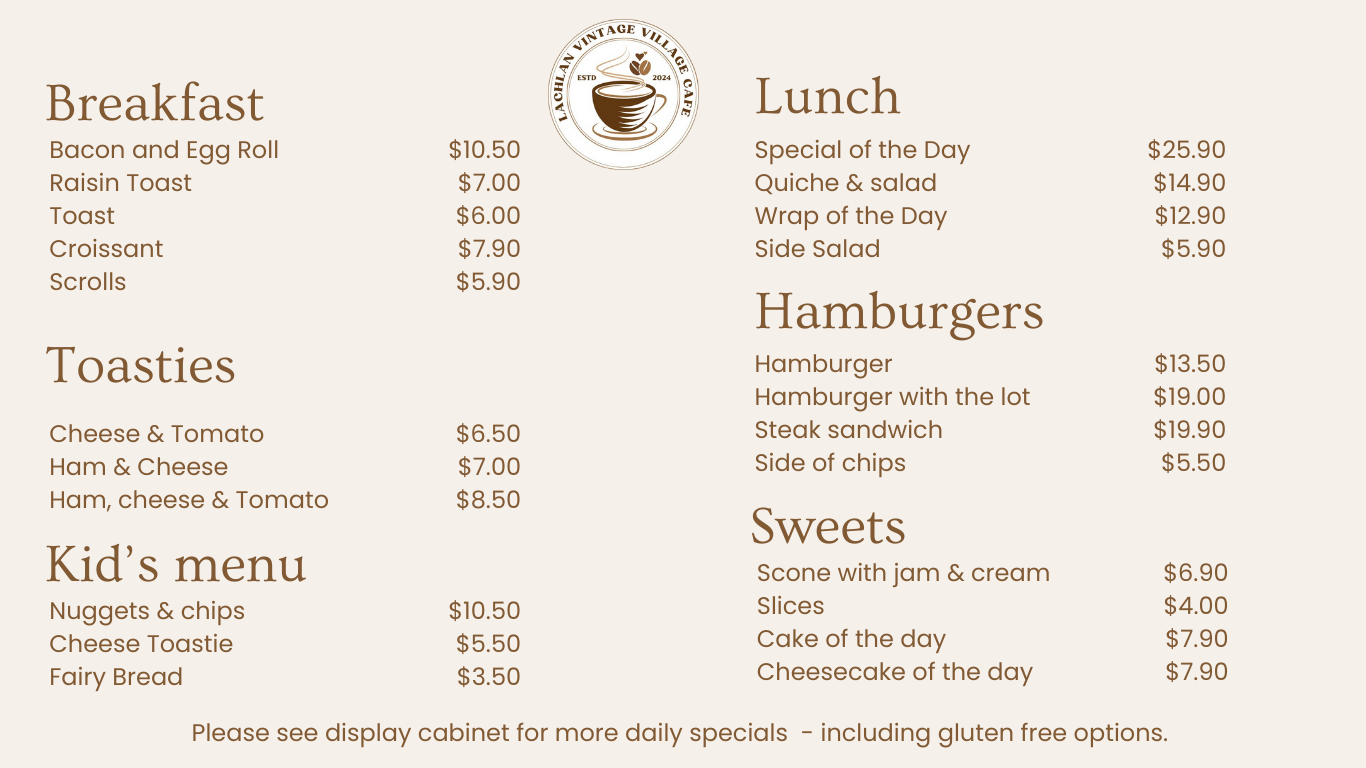 LACHLAN VINTAGE VILLAGE CAFE
ESTD 2024
Breakfast
Bacon and Egg Roll $10.50
Raisin Toast $7.00
Toast $6.00
Croissant $7.90
Scrolls $5.90
Toasties
Cheese & Tomato $6.50
Ham & Cheese $7.00
Ham, cheese & Tomato $8.50
Kid’s menu
Nuggets & chips $10.50
Cheese Toastie $5.50
Fairy Bread $3.50
Lunch
Special of the Day $25.90
Quiche & salad $14.90
Wrap of the Day $12.90
Side Salad $5.90
Hamburgers
Hamburger $13.50
Hamburger with the lot $19.00
Steak sandwich $19.90
Side of chips $5.50
Sweets
Scone with jam & cream $6.90
Slices $4.00
Cake of the day $7.90
Cheesecake of the day $7.90
Please see display cabinet for more daily specials - including gluten free options.